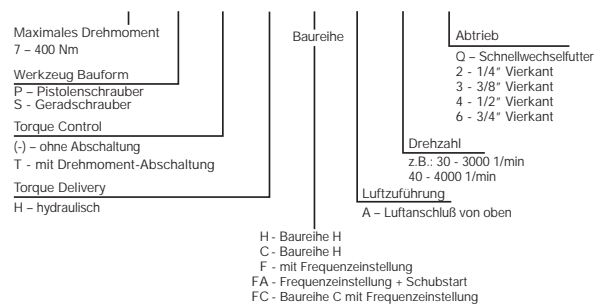 Maximales Drehmoment
7 – 400 Nm
Werkzeug Bauform
P – Pistolenschrauber
S - Geradschrauber
Torque Control
(-) – ohne Abschaltung
T - mit Drehmoment-Abschaltung
Torque Delivery
H – hydraulisch
Baureihe
H - Baureihe H
C - Baureihe H
F - mit Frequenzeinstellung
FA - Frequenzeinstellung + Schubstart
FC - Baureihe C mit Frequenzeinstellung
Luftzuführung
A – Luftanschluß von oben
Drehzahl
z.B.: 30 - 3000 1/min
40 - 4000 1/min
Abtrieb
Q – Schnellwechselfutter
2 - 1/4" Vierkant
3 - 3/8" Vierkant
4 - 1/2" Vierkant
6 - 3/4" Vierkant